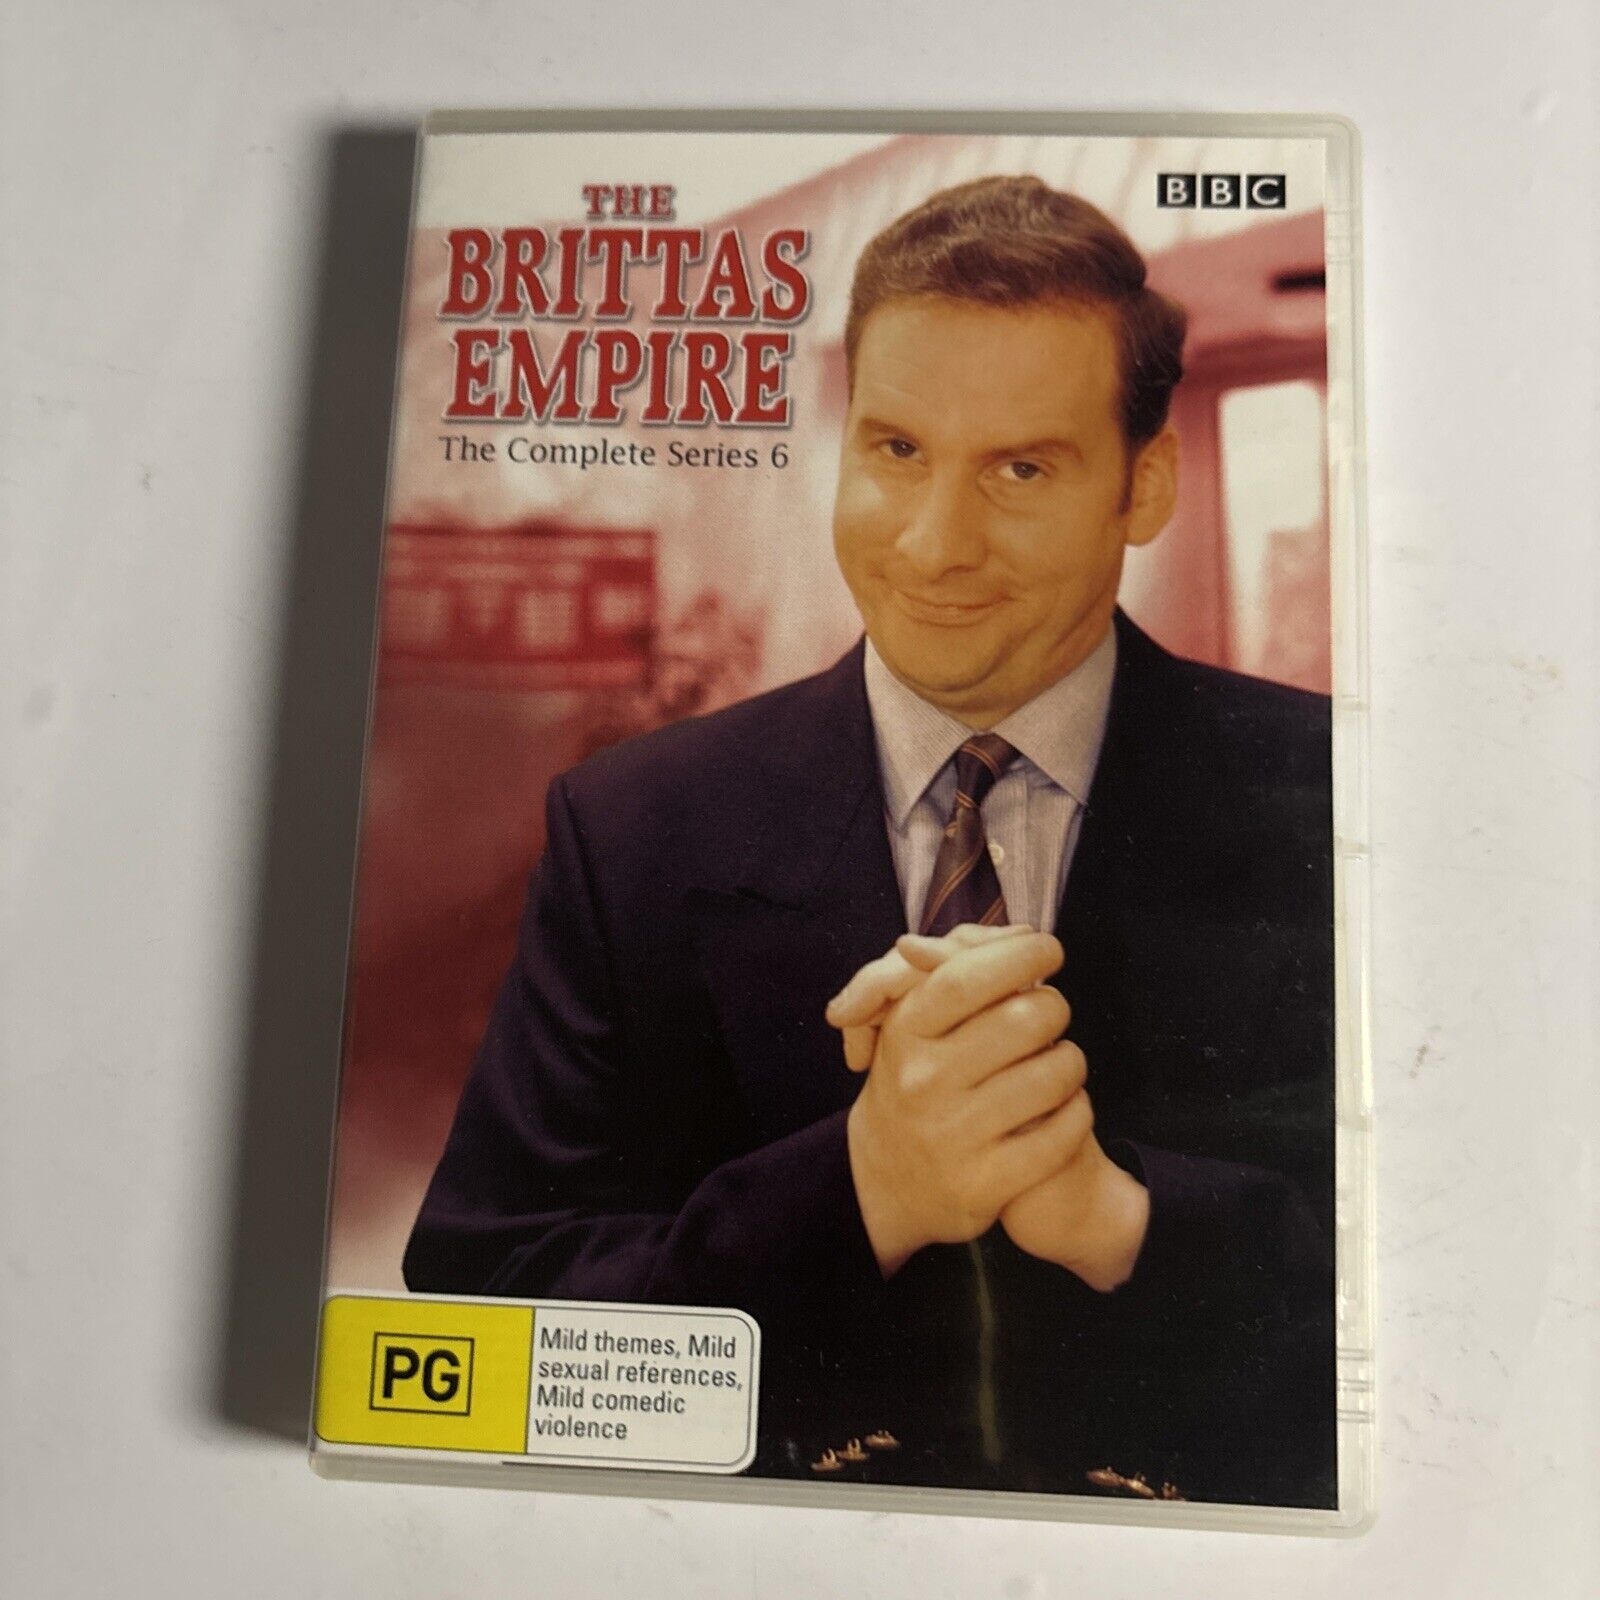 THE
BRITTAS
EMPIRE
The Complete Series 6
BBC
PG
Mild themes, Mild
sexual references,
Mild comedic
violence